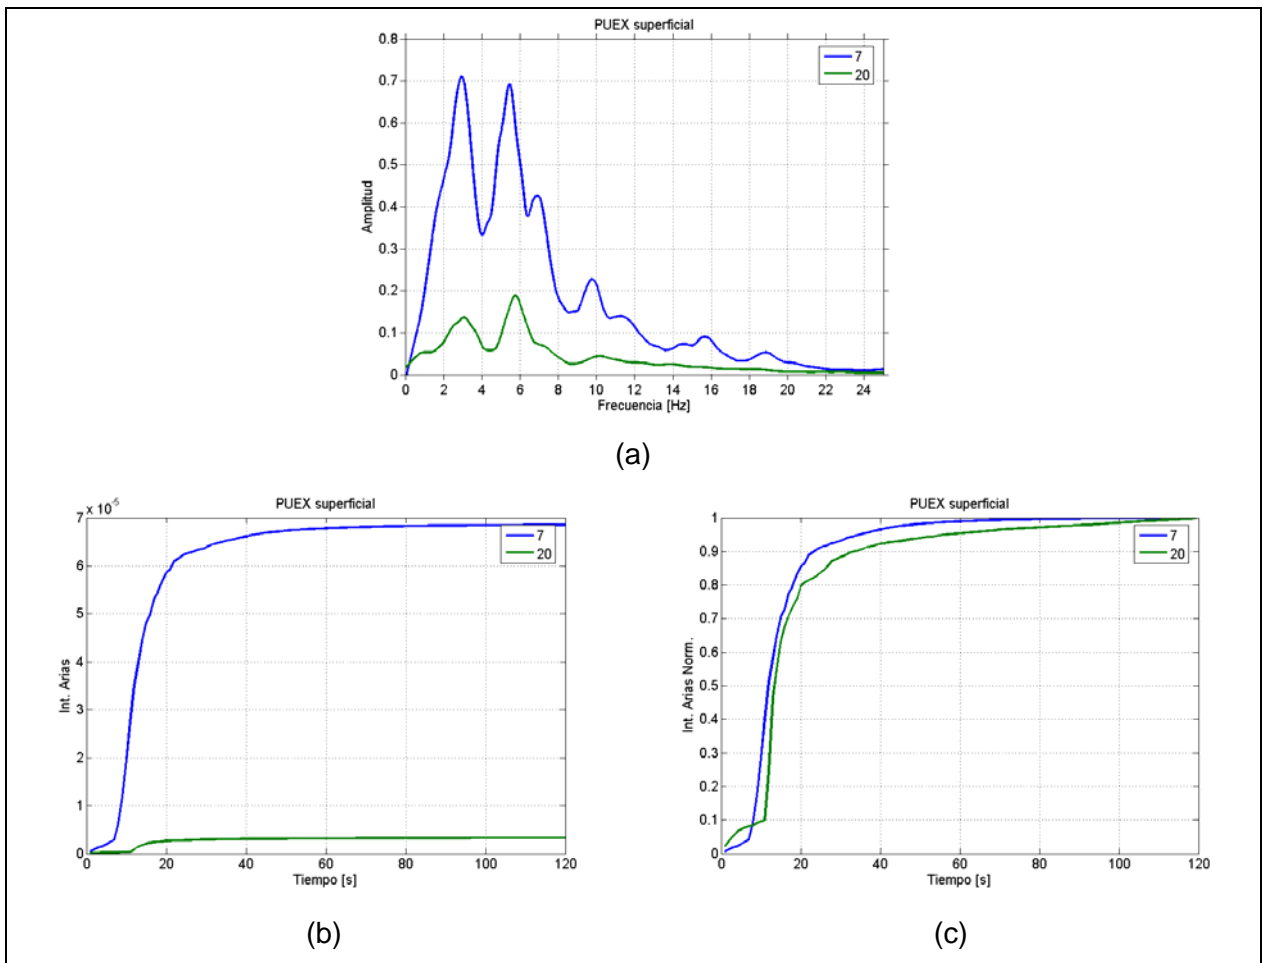 PUEX superficial
0.8
0.7
0.6
0.5
0.4
0.3
0.2
0.1
0
Amplitud
7
20
0 2 4 6 8 10 12 14 16 18 20 22 24
Frecuencia [Hz]
(a)
PUEX superficial
x 10^-5
7
6
5
4
3
2
1
0
Int. Arias
7
20
0 20 40 60 80 100 120
Tiempo [s]
(b)
PUEX superficial
1
0.9
0.8
0.7
0.6
0.5
0.4
0.3
0.2
0.1
0
Int. Arias Norm.
7
20
0 20 40 60 80 100 120
Tiempo [s]
(c)